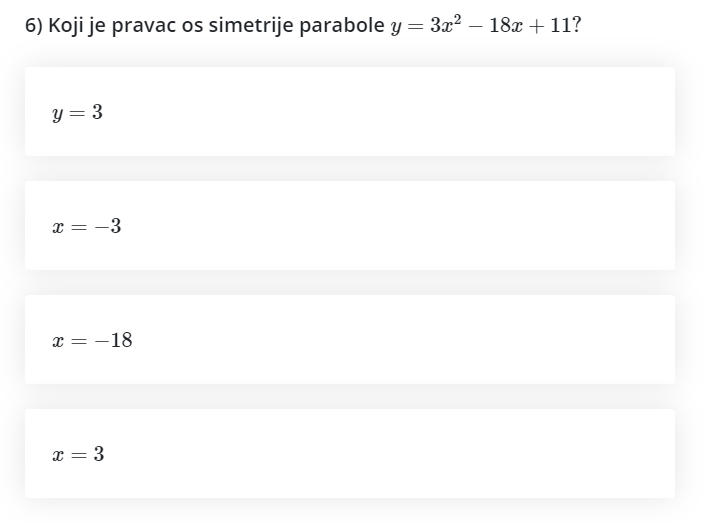 6) Koji je pravac os simetrije parabole y = 3x² − 18x + 11?
y = 3
x = −3
x = −18
x = 3